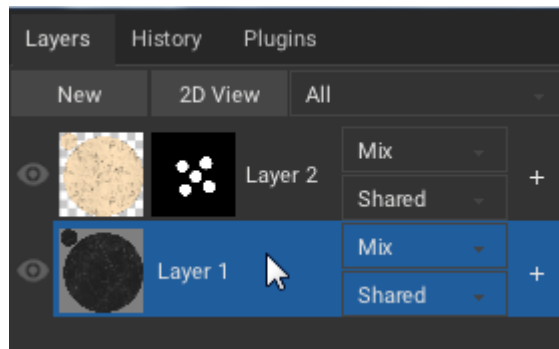 Layers History Plugins
New 2D View All
Layer 2 Mix +
Shared
Layer 1 Mix +
Shared